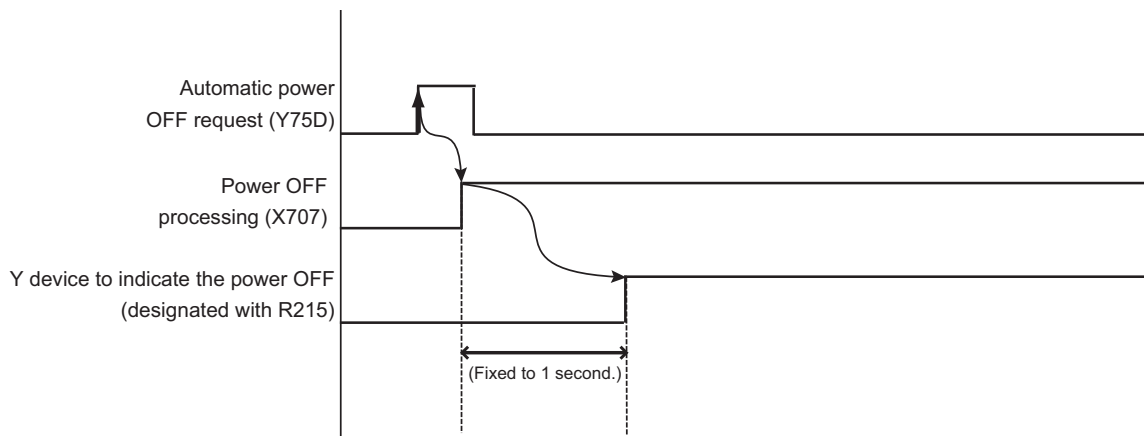 Automatic power
OFF request (Y75D)
Power OFF
processing (X707)
Y device to indicate the power OFF
(designated with R215)
(Fixed to 1 second.)